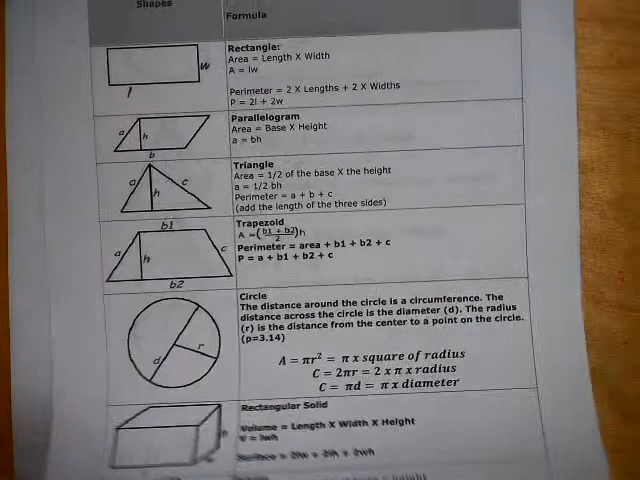 Shapes
Formula
Rectangle:
Area = Length X Width
A = lw
w
l
Perimeter = 2 X Lengths + 2 X Widths
P = 2l + 2w
Parallelogram
Area = Base X Height
a = bh
a
h
b
Triangle
Area = 1/2 of the base X the height
a = 1/2 bh
Perimeter = a + b + c
(add the length of the three sides)
a
h
c
Trapezoid
A =(b1 + b2/2)h
Perimeter = area + b1 + b2 + c
P = a + b1 + b2 + c
b1
a
h
c
b2
Circle
The distance around the circle is a circumference. The
distance across the circle is the diameter (d). The radius
(r) is the distance from the center to a point on the circle.
(p=3.14)
d
r
A = πr² = π x square of radius
C = 2πr = 2 x π x radius
C = πd = π x diameter
Rectangular Solid
Volume = Length X Width X Height
V = lwh